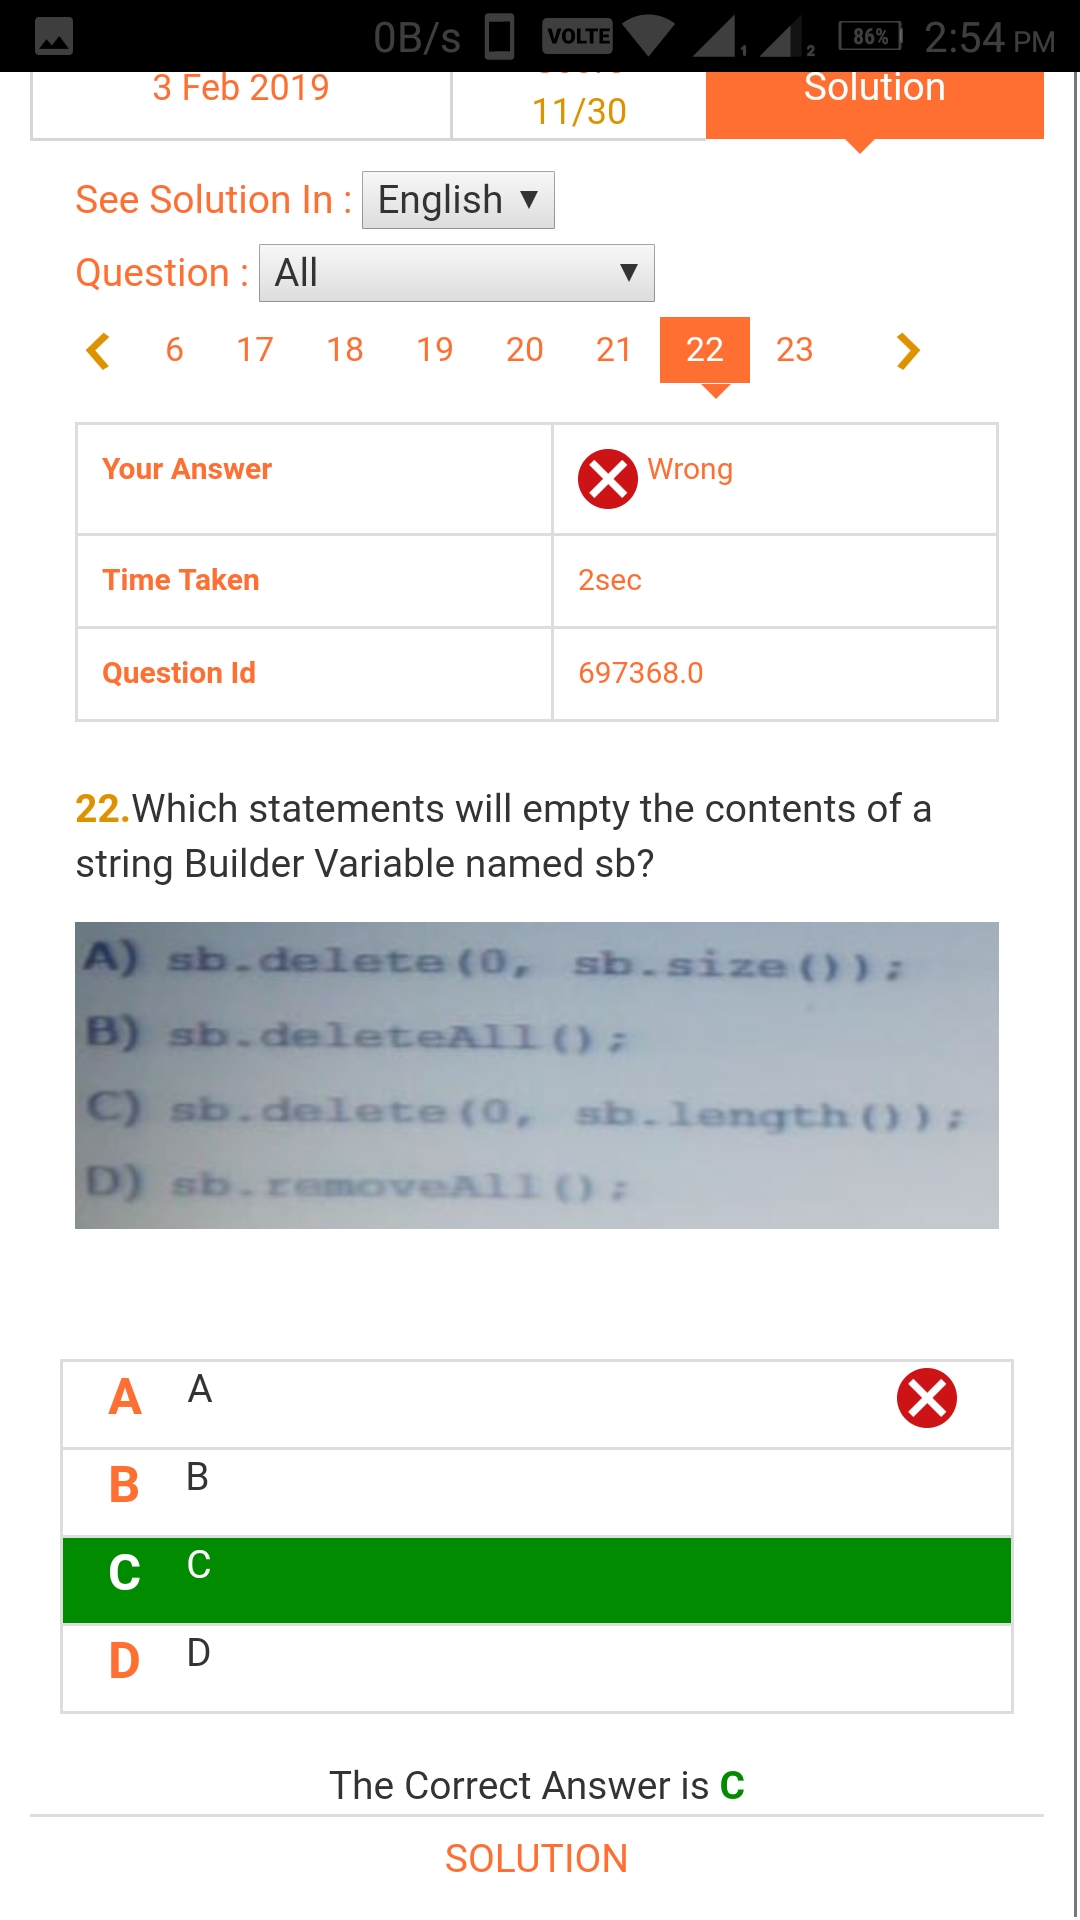 0B/s VOLTE 1 2 86% 2:54 PM
3 Feb 2019
11/30
Solution
See Solution In : English
Question : All
6 17 18 19 20 21 22 23
Your Answer Wrong
Time Taken 2sec
Question Id 697368.0
22.Which statements will empty the contents of a
string Builder Variable named sb?
A) sb.delete(0, sb.size());
B) sb.deleteAll();
C) sb.delete(0, sb.length());
D) sb.removeAll();
A A
B B
C C
D D
The Correct Answer is C
SOLUTION